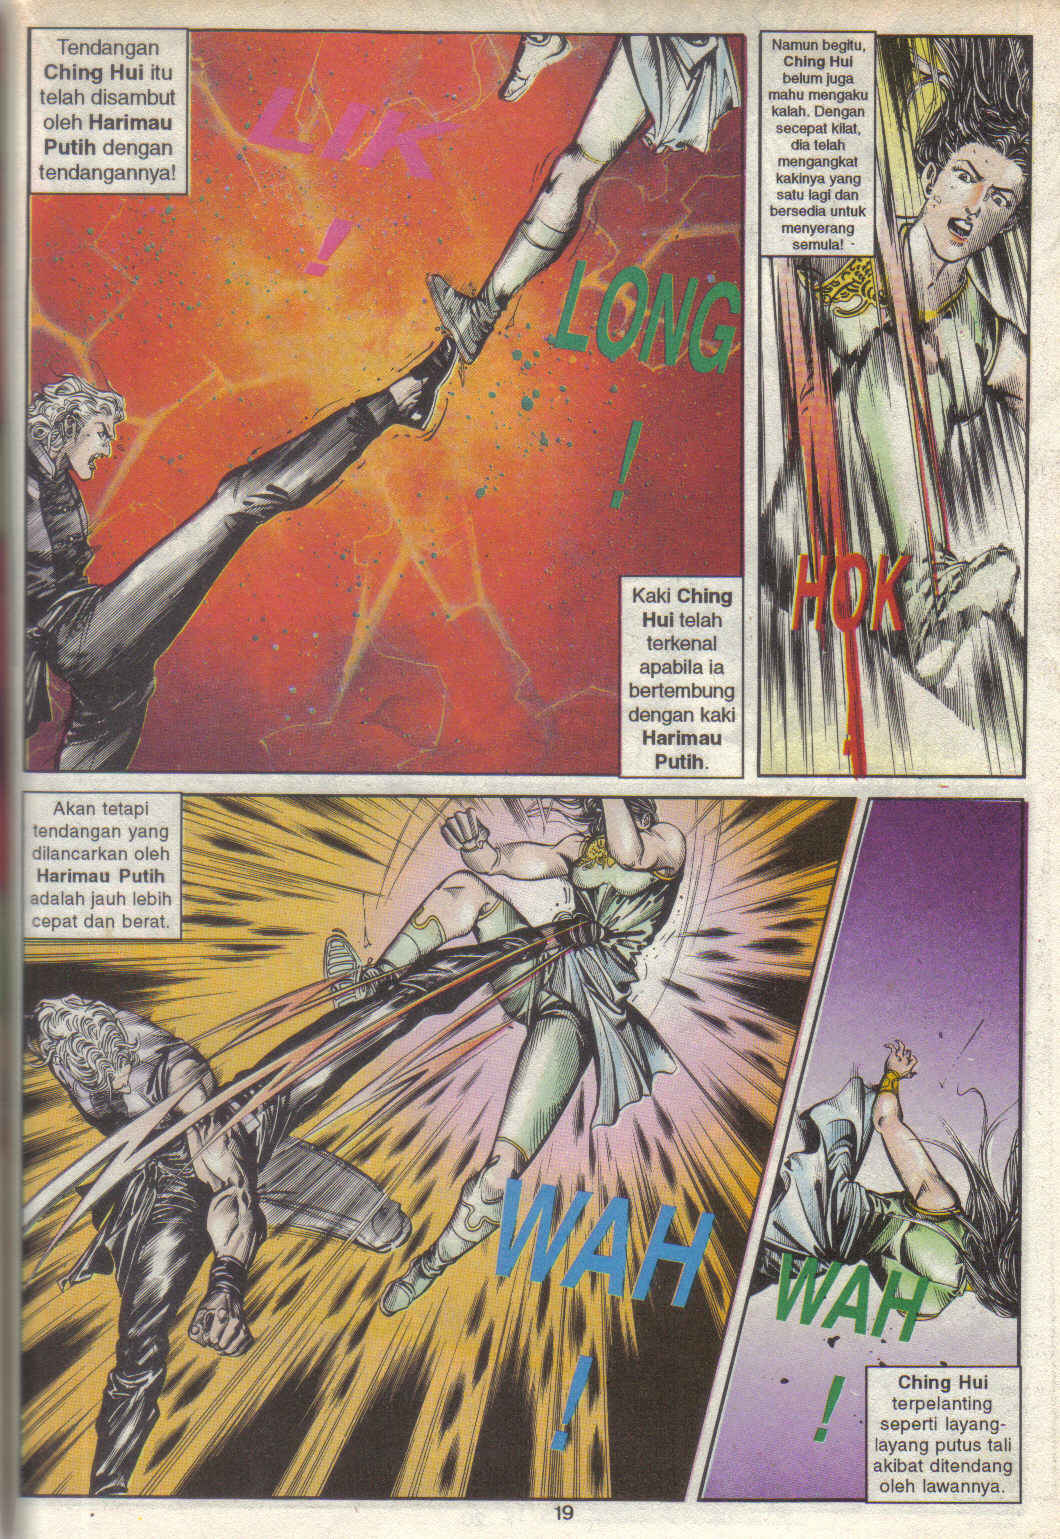 Tendangan
Ching Hui itu
telah disambut
oleh Harimau
Putih dengan
tendangannya!
LIK
!
LONG
!
Kaki Ching
Hui telah
terkenal
apabila ia
bertembung
dengan kaki
Harimau
Putih.
Namun begitu,
Ching Hui
belum juga
mahu mengaku
kalah. Dengan
secepat kilat,
dia telah
mengangkat
kakinya yang
satu lagi dan
bersedia untuk
menyerang
semula!
HOK
!
Akan tetapi
tendangan yang
dilancarkan oleh
Harimau Putih
adalah jauh lebih
cepat dan berat.
WAH
!
WAH
!
Ching Hui
terpelanting
seperti layang-
layang putus tali
akibat ditendang
oleh lawannya.
19